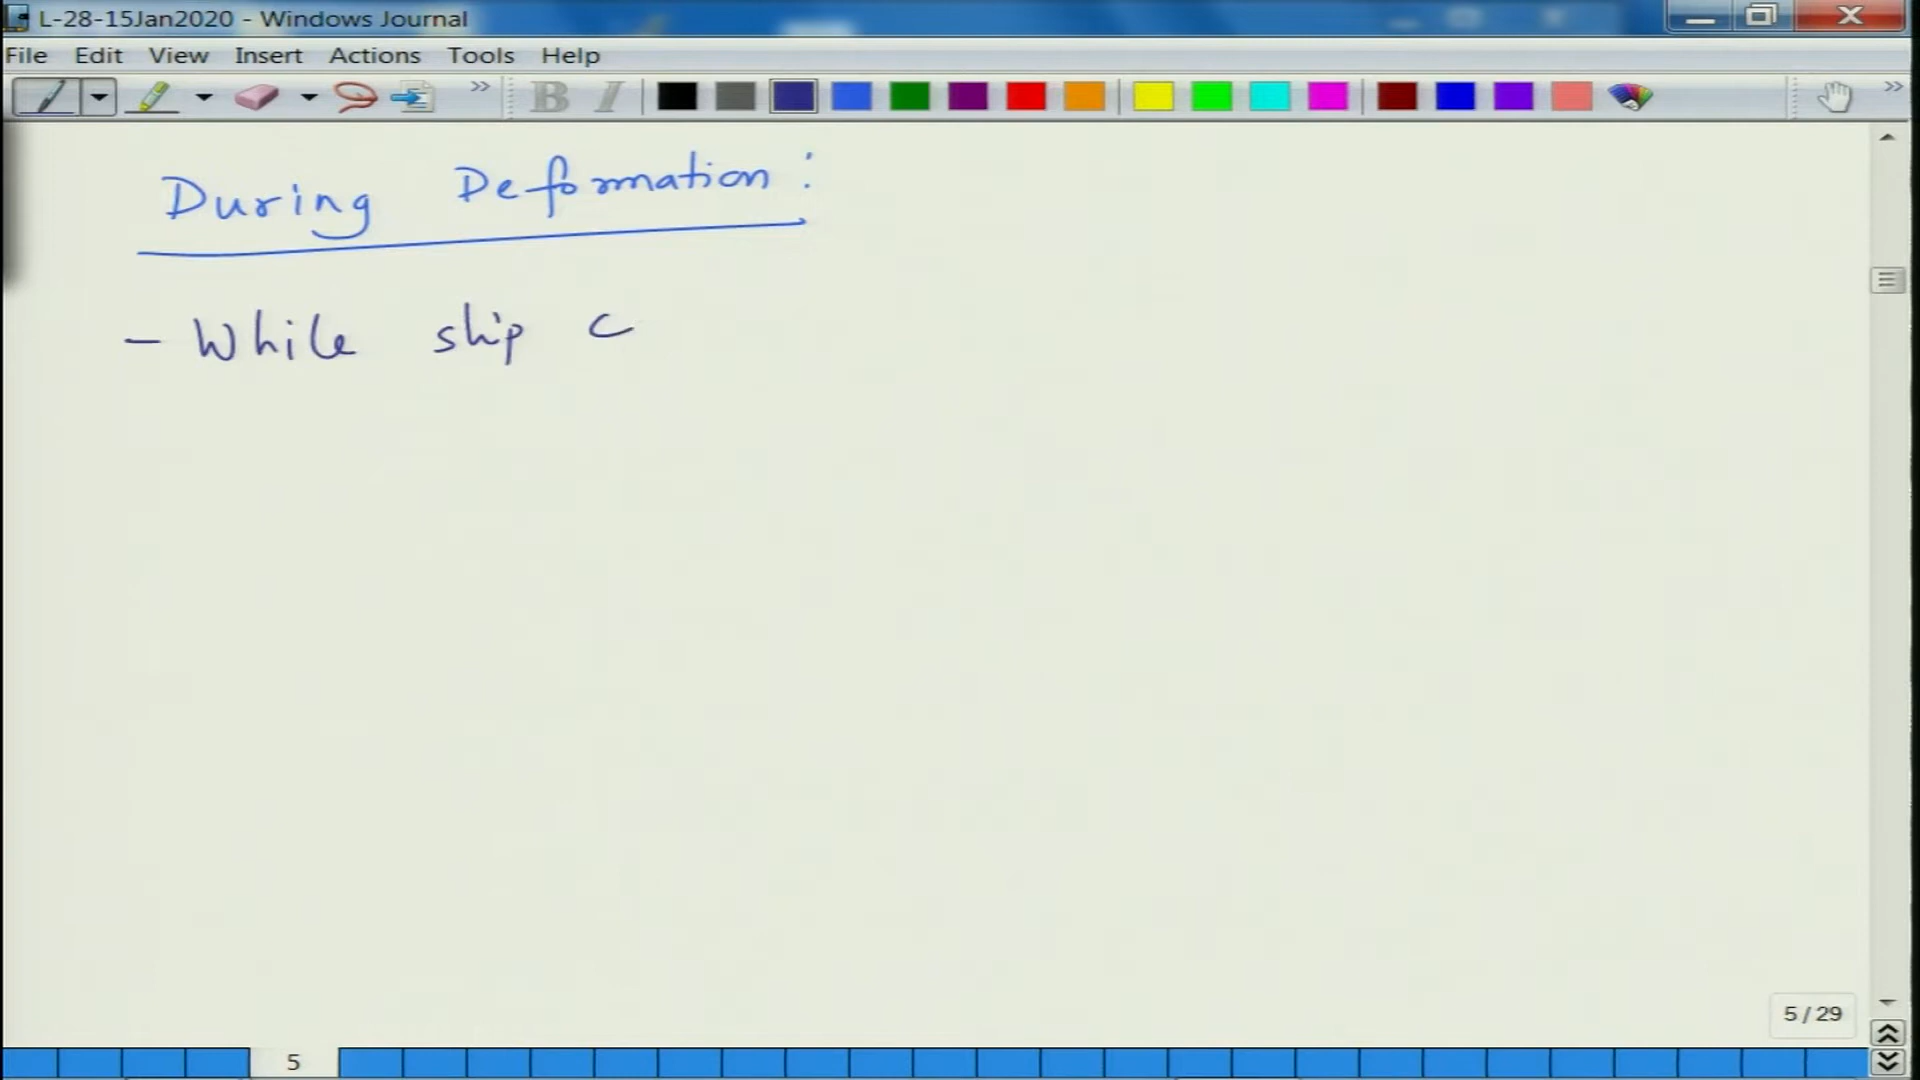 L-28-15Jan2020 - Windows Journal
File Edit View Insert Actions Tools Help
B I
During Deformation:
- While slip c
5 / 29
5